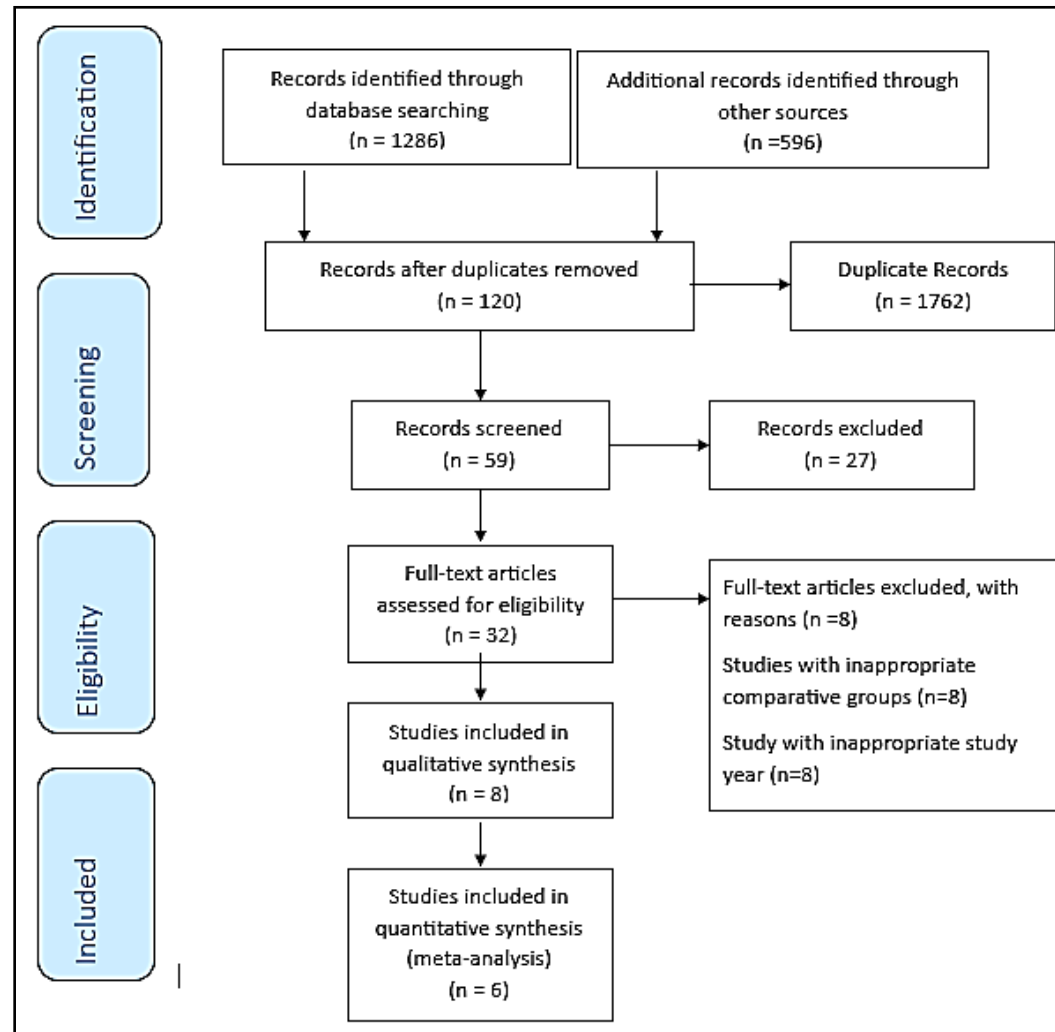 Identification
Records identified through
database searching
(n = 1286)
Additional records identified through
other sources
(n =596)
Records after duplicates removed
(n = 120)
Duplicate Records
(n = 1762)
Screening
Records screened
(n = 59)
Records excluded
(n = 27)
Eligibility
Full-text articles
assessed for eligibility
(n = 32)
Full-text articles excluded, with
reasons (n =8)
Studies with inappropriate
comparative groups (n=8)
Study with inappropriate study
year (n=8)
Studies included in
qualitative synthesis
(n = 8)
Included
Studies included in
quantitative synthesis
(meta-analysis)
(n = 6)